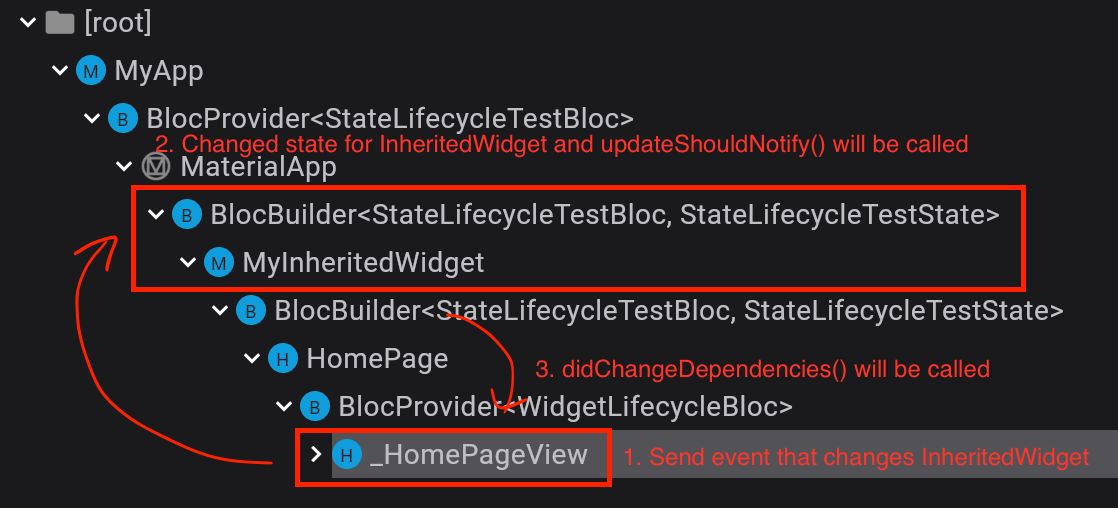 [root]
M MyApp
B BlocProvider<StateLifecycleTestBloc>
2. Changed state for InheritedWidget and updateShouldNotify() will be called
M MaterialApp
B BlocBuilder<StateLifecycleTestBloc, StateLifecycleTestState>
M MyInheritedWidget
B BlocBuilder<StateLifecycleTestBloc, StateLifecycleTestState>
H HomePage
3. didChangeDependencies() will be called
B BlocProvider<WidgetLifecycleBloc>
H _HomePageView
1. Send event that changes InheritedWidget